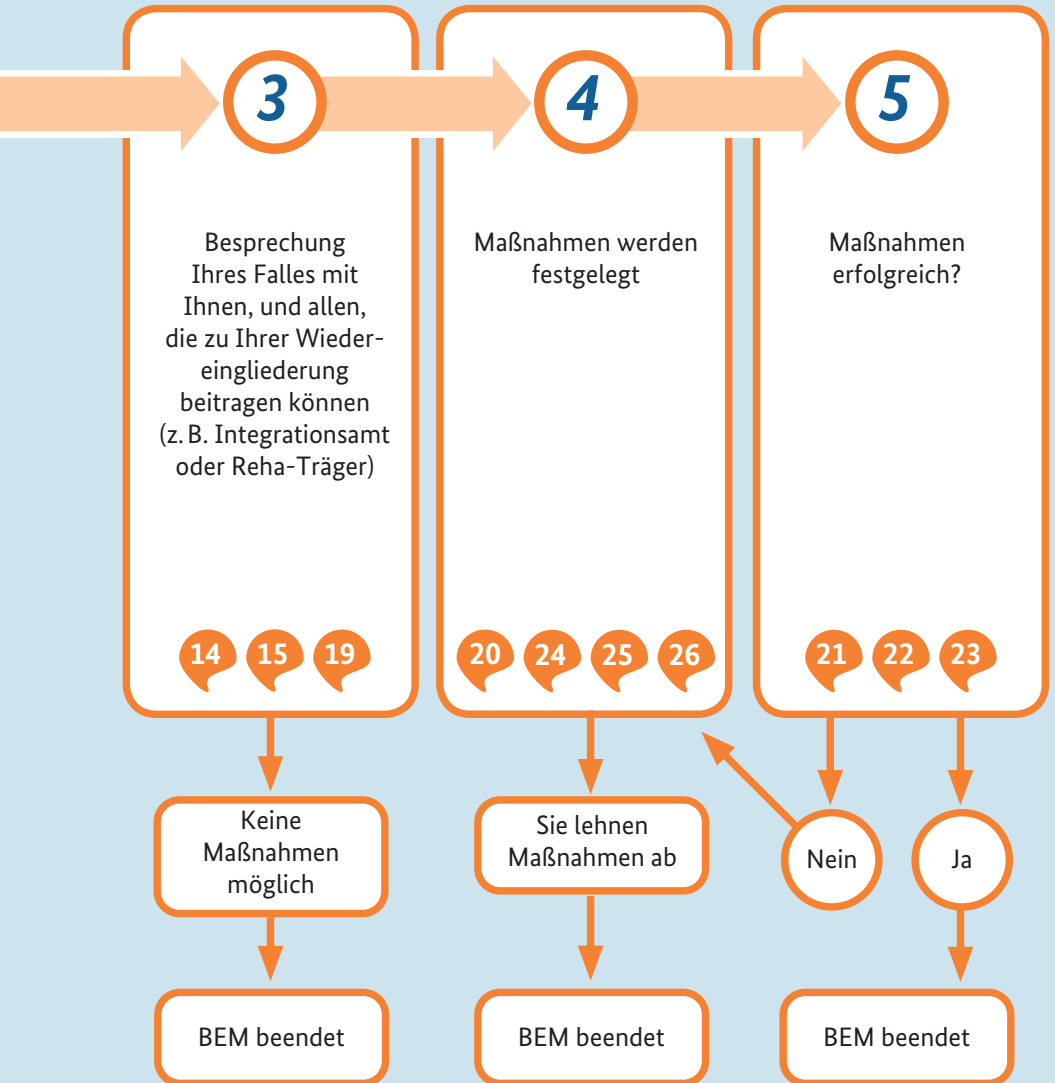 3
Besprechung
Ihres Falles mit
Ihnen, und allen,
die zu Ihrer Wieder-
eingliederung
beitragen können
(z. B. Integrationsamt
oder Reha-Träger)
14 15 19
Keine
Maßnahmen
möglich
BEM beendet
4
Maßnahmen werden
festgelegt
20 24 25 26
Sie lehnen
Maßnahmen ab
BEM beendet
5
Maßnahmen
erfolgreich?
21 22 23
Nein
Ja
BEM beendet